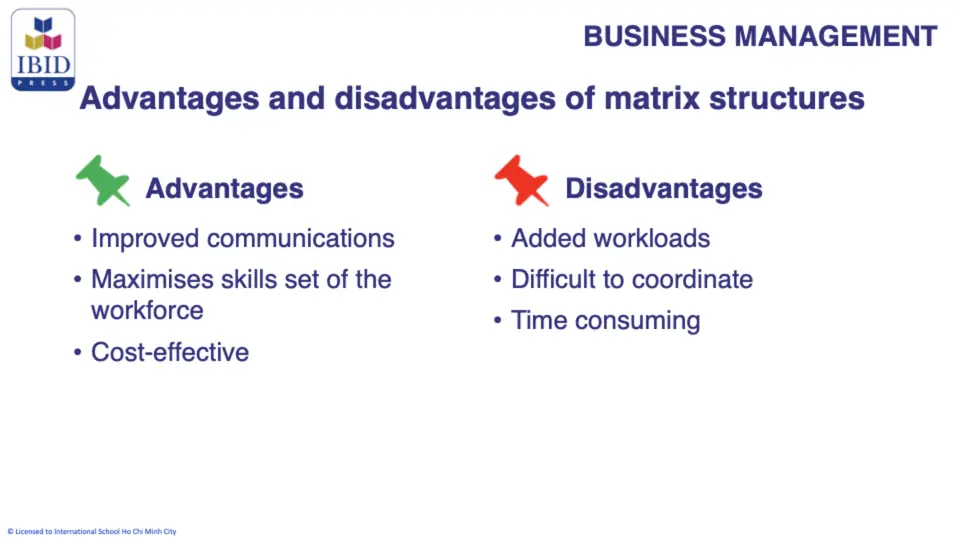 IBID
PRESS
BUSINESS MANAGEMENT
Advantages and disadvantages of matrix structures
Advantages
• Improved communications
• Maximises skills set of the
workforce
• Cost-effective
Disadvantages
• Added workloads
• Difficult to coordinate
• Time consuming
© Licensed to International School Ho Chi Minh City